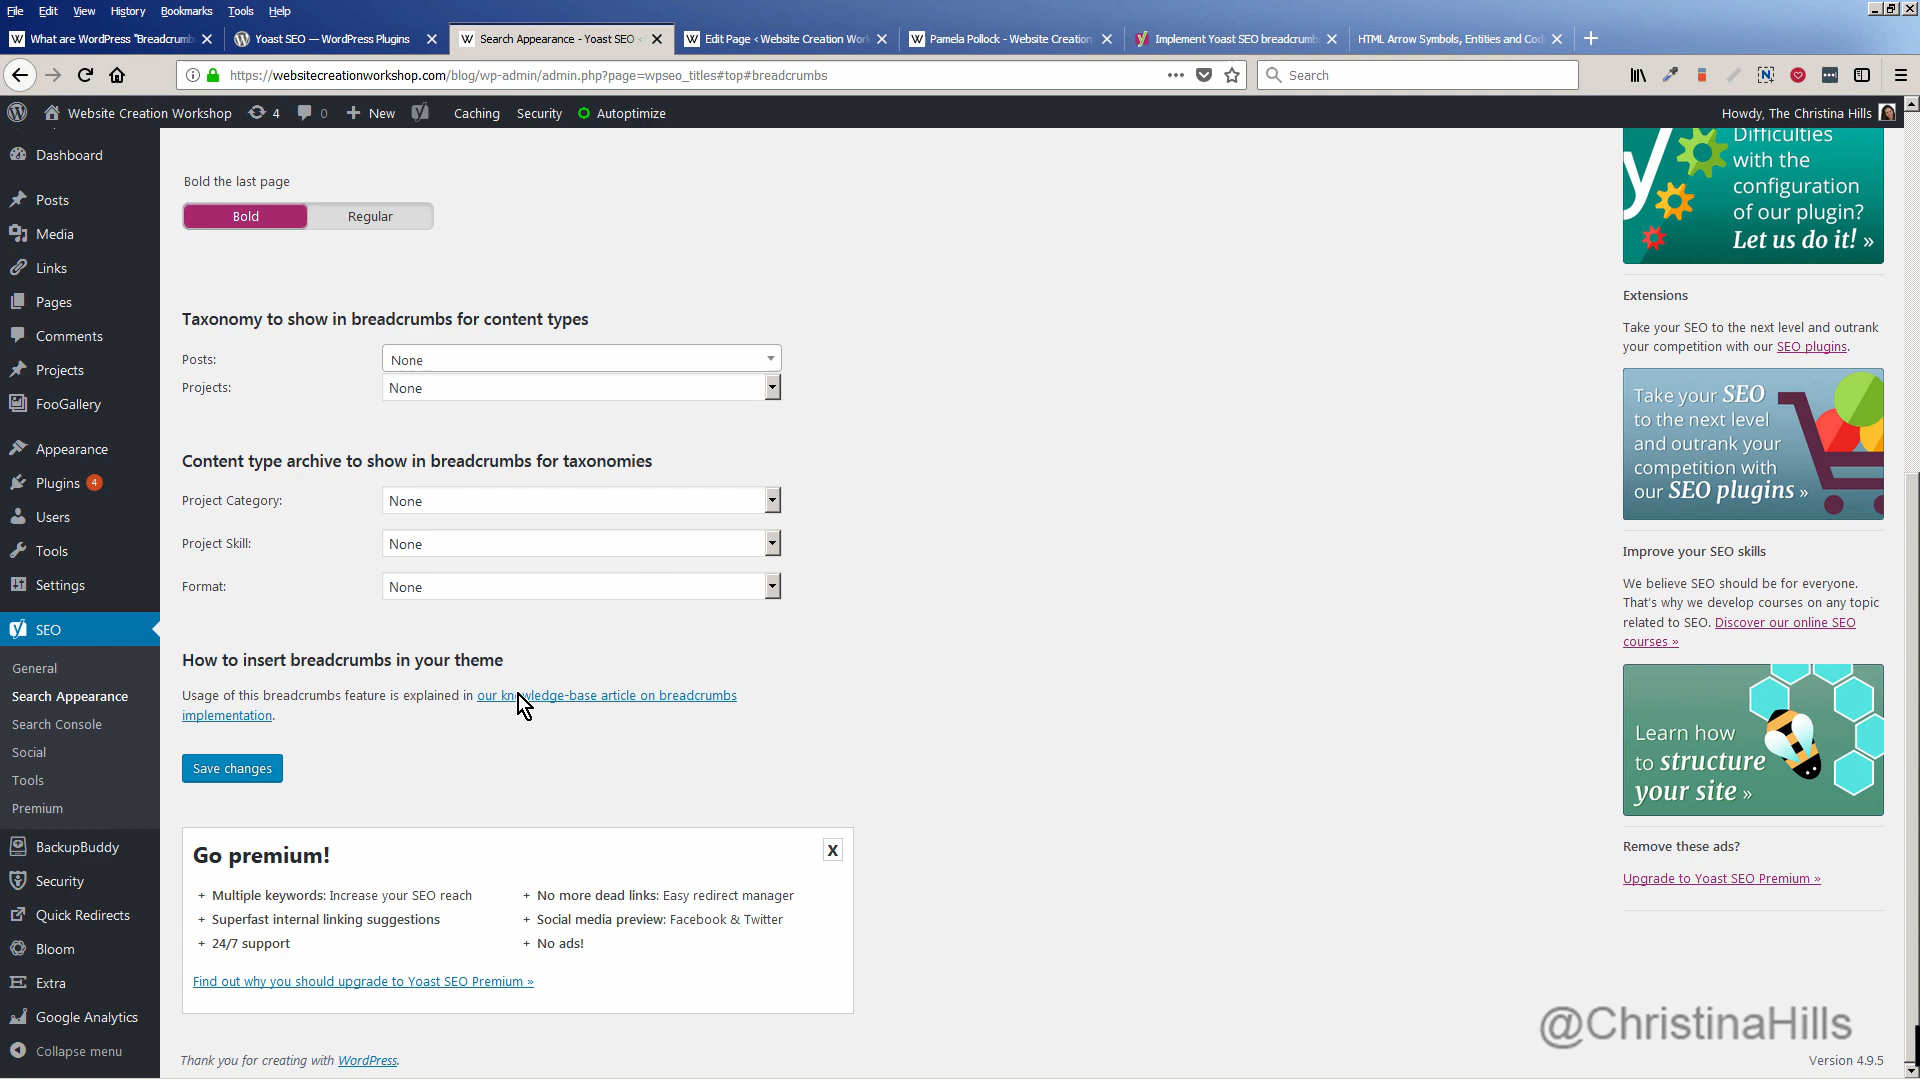 File Edit View History Bookmarks Tools Help
What are WordPress "Breadcrumb
Yoast SEO — WordPress Plugins
Search Appearance - Yoast SEO ‹
Edit Page ‹ Website Creation Wor
Pamela Pollock - Website Creation
Implement Yoast SEO breadcrumb
HTML Arrow Symbols, Entities and Cod
https://websitecreationworkshop.com/blog/wp-admin/admin.php?page=wpseo_titles#top#breadcrumbs
Search
Website Creation Workshop 4 0 New Caching Security Autoptimize Howdy, The Christina Hills
Dashboard
Posts
Media
Links
Pages
Comments
Projects
FooGallery
Appearance
Plugins 4
Users
Tools
Settings
SEO
General
Search Appearance
Search Console
Social
Tools
Premium
BackupBuddy
Security
Quick Redirects
Bloom
Extra
Google Analytics
Collapse menu
Bold the last page
Bold Regular
Taxonomy to show in breadcrumbs for content types
Posts: None
Projects: None
Content type archive to show in breadcrumbs for taxonomies
Project Category: None
Project Skill: None
Format: None
How to insert breadcrumbs in your theme
Usage of this breadcrumbs feature is explained in our knowledge-base article on breadcrumbs
implementation.
Save changes
Go premium!
X
+ Multiple keywords: Increase your SEO reach
+ Superfast internal linking suggestions
+ 24/7 support
+ No more dead links: Easy redirect manager
+ Social media preview: Facebook & Twitter
+ No ads!
Find out why you should upgrade to Yoast SEO Premium »
Thank you for creating with WordPress.
Difficulties
with the
configuration
of our plugin?
Let us do it! »
Extensions
Take your SEO to the next level and outrank
your competition with our SEO plugins.
Take your SEO
to the next level
and outrank your
competition with
our SEO plugins »
Improve your SEO skills
We believe SEO should be for everyone.
That's why we develop courses on any topic
related to SEO. Discover our online SEO
courses »
Learn how
to structure
your site »
Remove these ads?
Upgrade to Yoast SEO Premium »
@ChristinaHills
Version 4.9.5